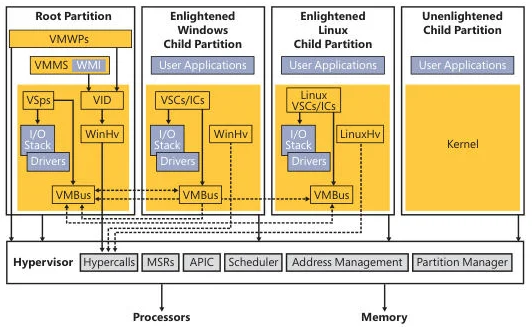 Root Partition
VMWPs
VMMS WMI
VSps
VID
I/O
Stack
Drivers
WinHv
VMBus
Enlightened
Windows
Child Partition
User Applications
VSCs/ICs
I/O
Stack
Drivers
WinHv
VMBus
Enlightened
Linux
Child Partition
User Applications
Linux
VSCs/ICs
I/O
Stack
Drivers
LinuxHv
VMBus
Unenlightened
Child Partition
User Applications
Kernel
Hypervisor Hypercalls MSRs APIC Scheduler Address Management Partition Manager
Processors Memory